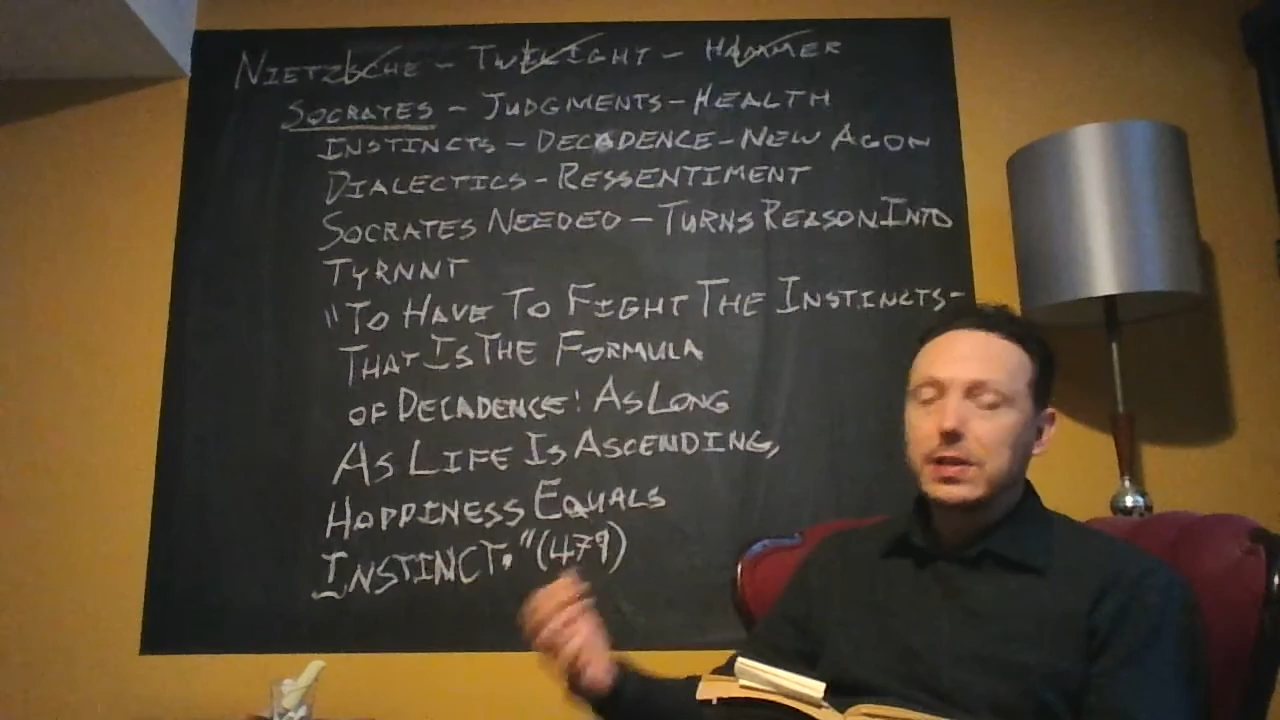 NIETZSCHE - TWILIGHT - HAMMER
SOCRATES - JUDGMENTS - HEALTH
INSTINCTS - DECADENCE - NEW AGON
DIALECTICS - RESSENTIMENT
SOCRATES NEEDED - TURNS REASON INTO
TYRNNT
"TO HAVE TO FIGHT THE INSTINCTS -
THAT IS THE FORMULA
OF DECADENCE: AS LONG
AS LIFE IS ASCENDING,
HAPPINESS EQUALS
INSTINCT." (479)